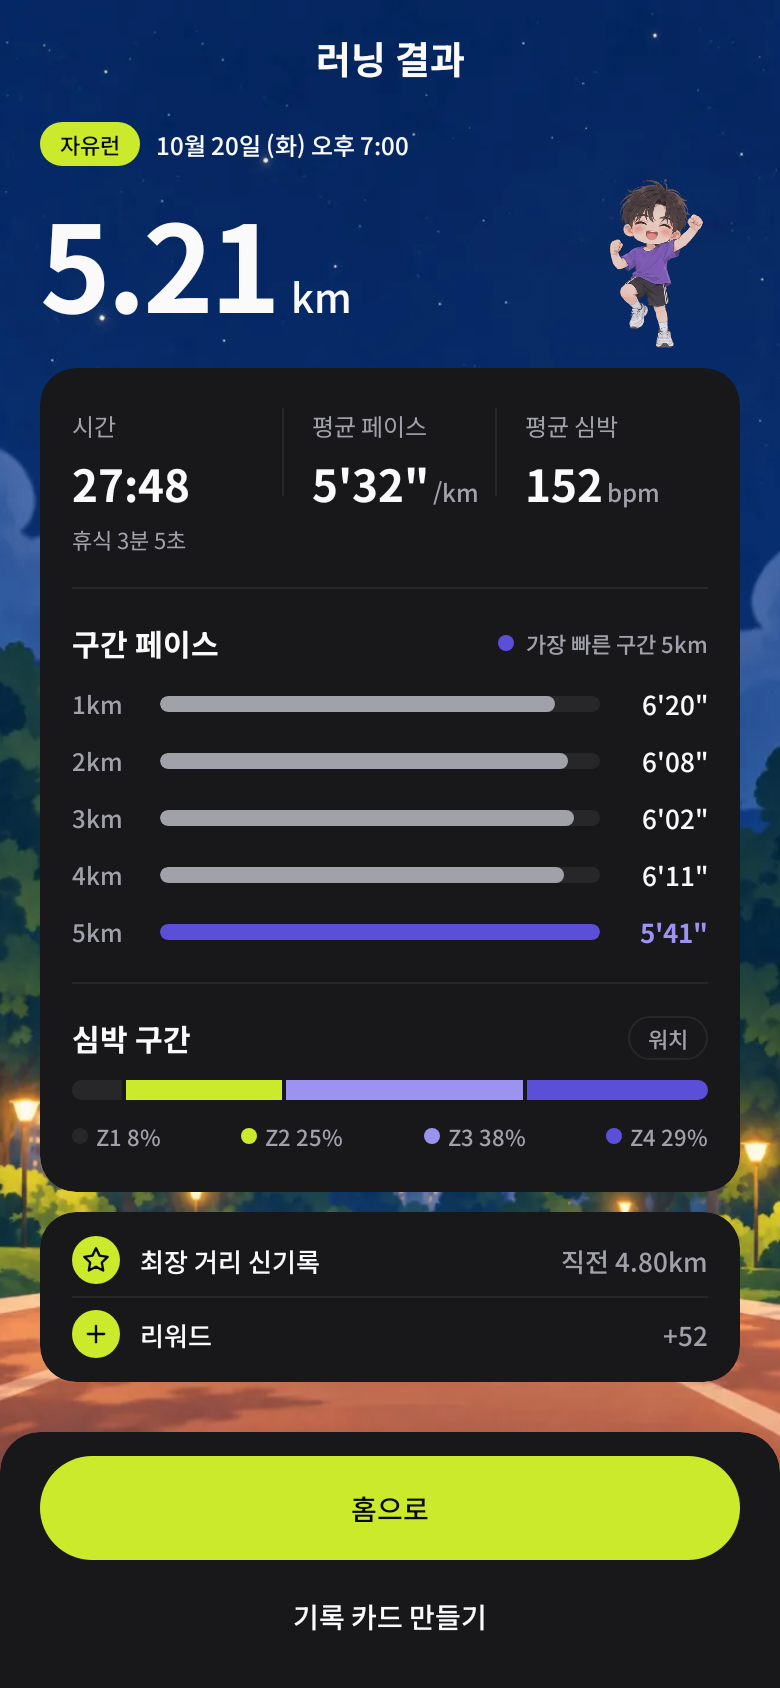 러닝 결과
자유런 10월 20일 (화) 오후 7:00
5.21 km
시간 평균 페이스 평균 심박
27:48 5'32" /km 152 bpm
휴식 3분 5초
구간 페이스 가장 빠른 구간 5km
1km 6'20"
2km 6'08"
3km 6'02"
4km 6'11"
5km 5'41"
심박 구간 워치
Z1 8% Z2 25% Z3 38% Z4 29%
최장 거리 신기록 직전 4.80km
리워드 +52
홈으로
기록 카드 만들기